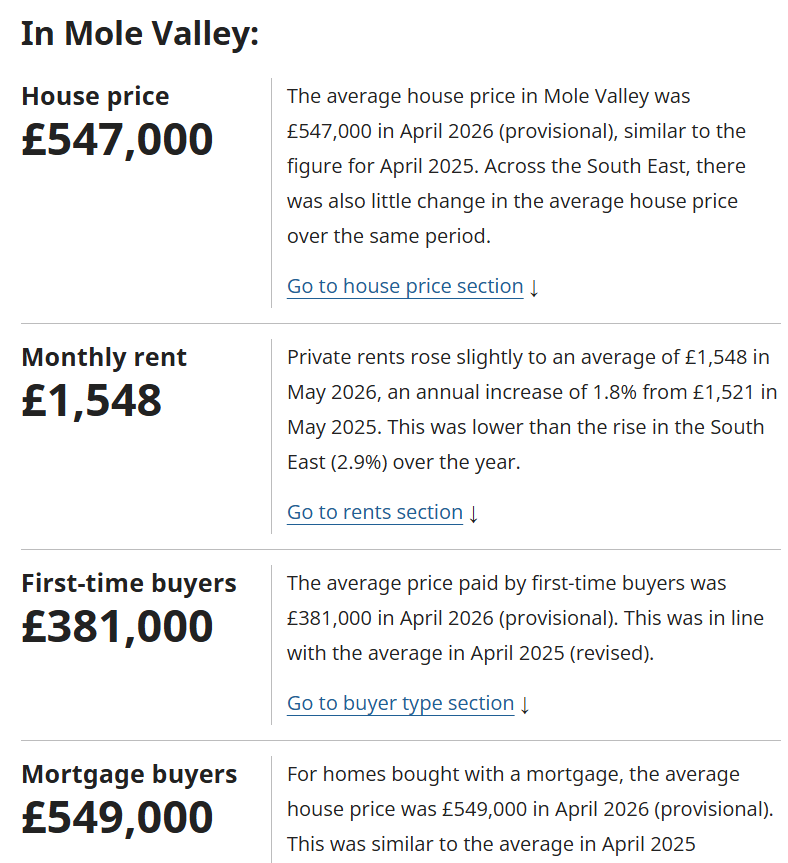 In Mole Valley:
House price
£547,000
The average house price in Mole Valley was
£547,000 in April 2026 (provisional), similar to the
figure for April 2025. Across the South East, there
was also little change in the average house price
over the same period.
Go to house price section ↓
Monthly rent
£1,548
Private rents rose slightly to an average of £1,548 in
May 2026, an annual increase of 1.8% from £1,521 in
May 2025. This was lower than the rise in the South
East (2.9%) over the year.
Go to rents section ↓
First-time buyers
£381,000
The average price paid by first-time buyers was
£381,000 in April 2026 (provisional). This was in line
with the average in April 2025 (revised).
Go to buyer type section ↓
Mortgage buyers
£549,000
For homes bought with a mortgage, the average
house price was £549,000 in April 2026 (provisional).
This was similar to the average in April 2025